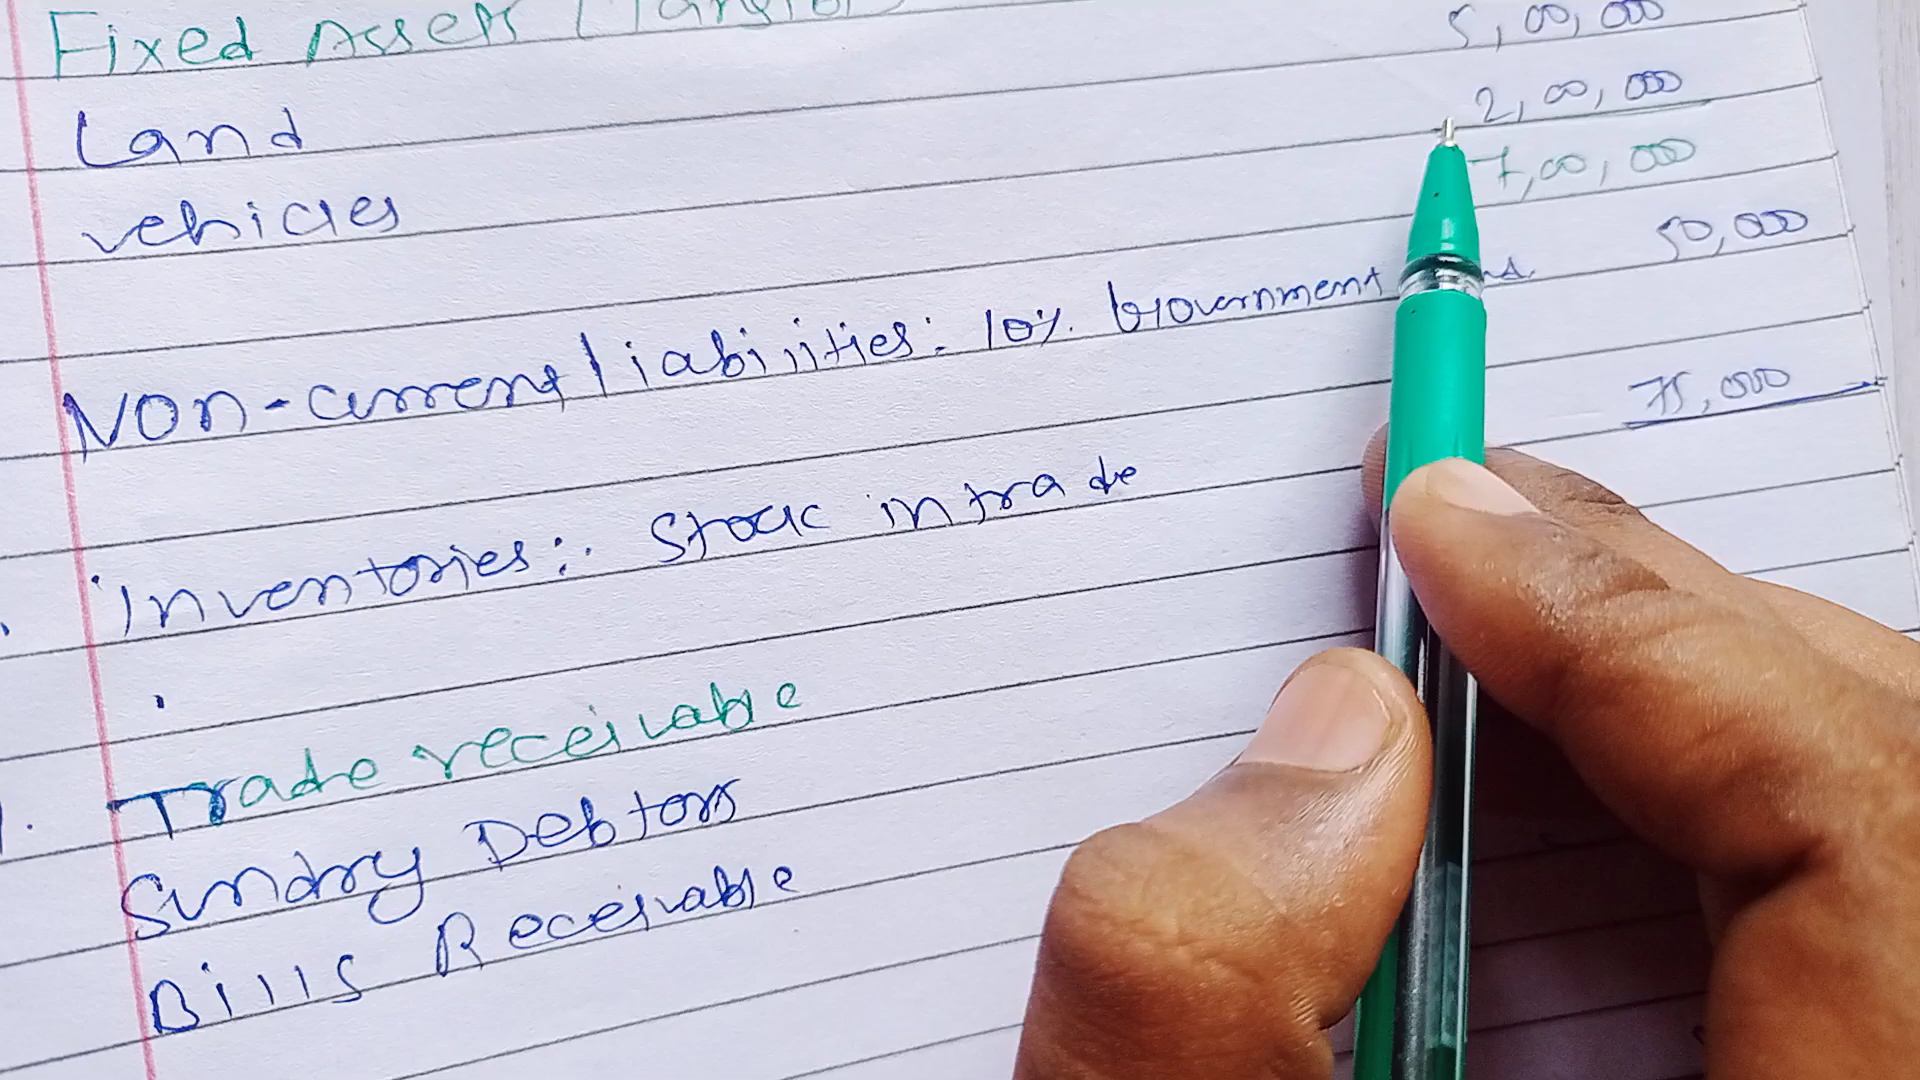 Fixed Assets
5,00,000
Land 2,00,000
vehicles 7,00,000
50,000
Non-current liabilities: 10% Government
75,000
Inventories: Stock in trade
Trade receivable
Sundry Debtors
Bills Receivable